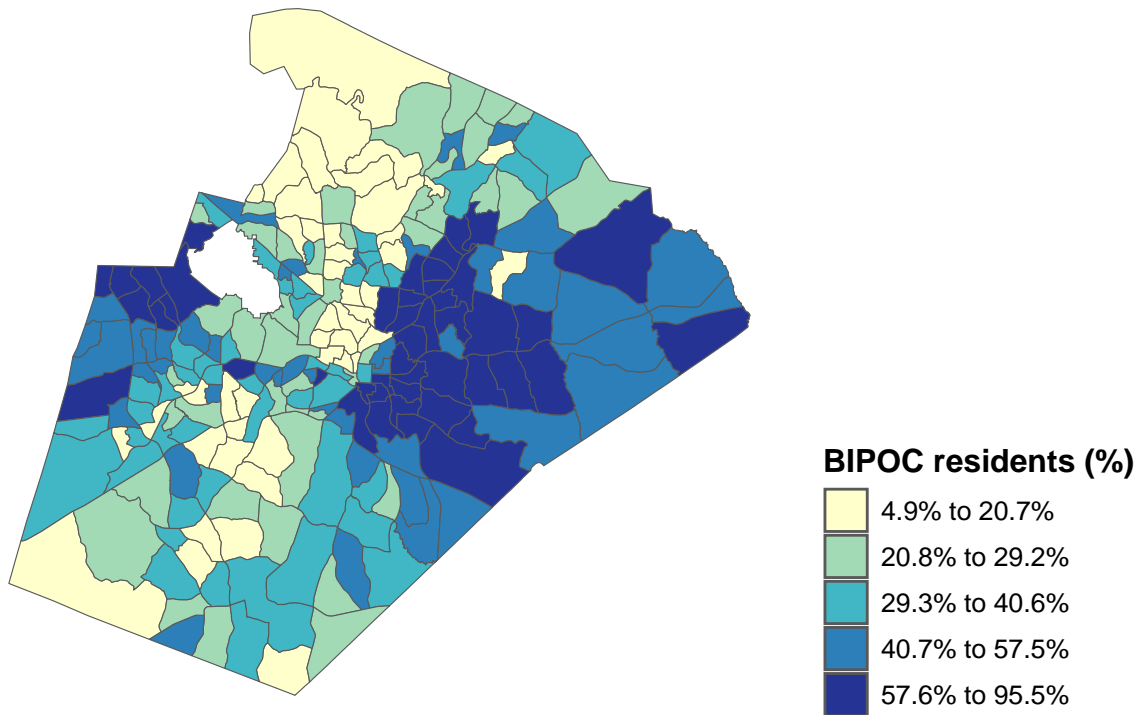 BIPOC residents (%)
4.9% to 20.7%
20.8% to 29.2%
29.3% to 40.6%
40.7% to 57.5%
57.6% to 95.5%